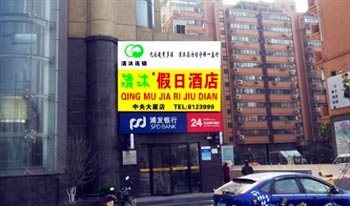 清沐连锁
清沐®假日酒店
QING MU JIA RI JIU DIAN
中央大厦店 TEL:8123999
浦发银行
SPD BANK
24